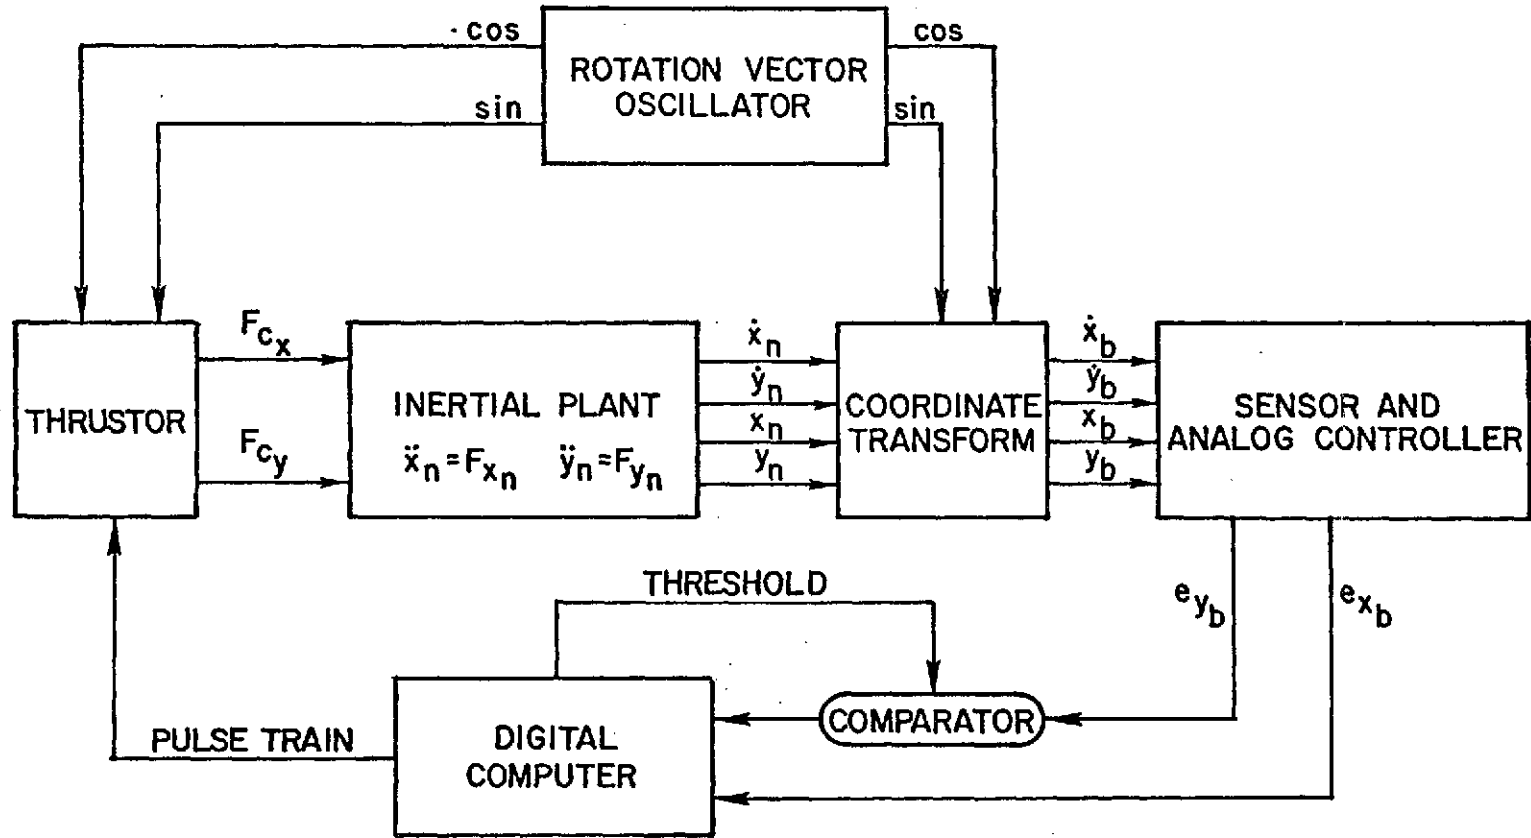 cos
cos
ROTATION VECTOR
OSCILLATOR
sin
sin
THRUSTOR
F_{c_x}
F_{c_y}
INERTIAL PLANT
ẍ_n = F_{x_n} ÿ_n = F_{y_n}
ẋ_n
ẏ_n
x_n
y_n
COORDINATE
TRANSFORM
ẋ_b
ẏ_b
x_b
y_b
SENSOR AND
ANALOG CONTROLLER
THRESHOLD
e_{y_b}
e_{x_b}
COMPARATOR
PULSE TRAIN
DIGITAL
COMPUTER